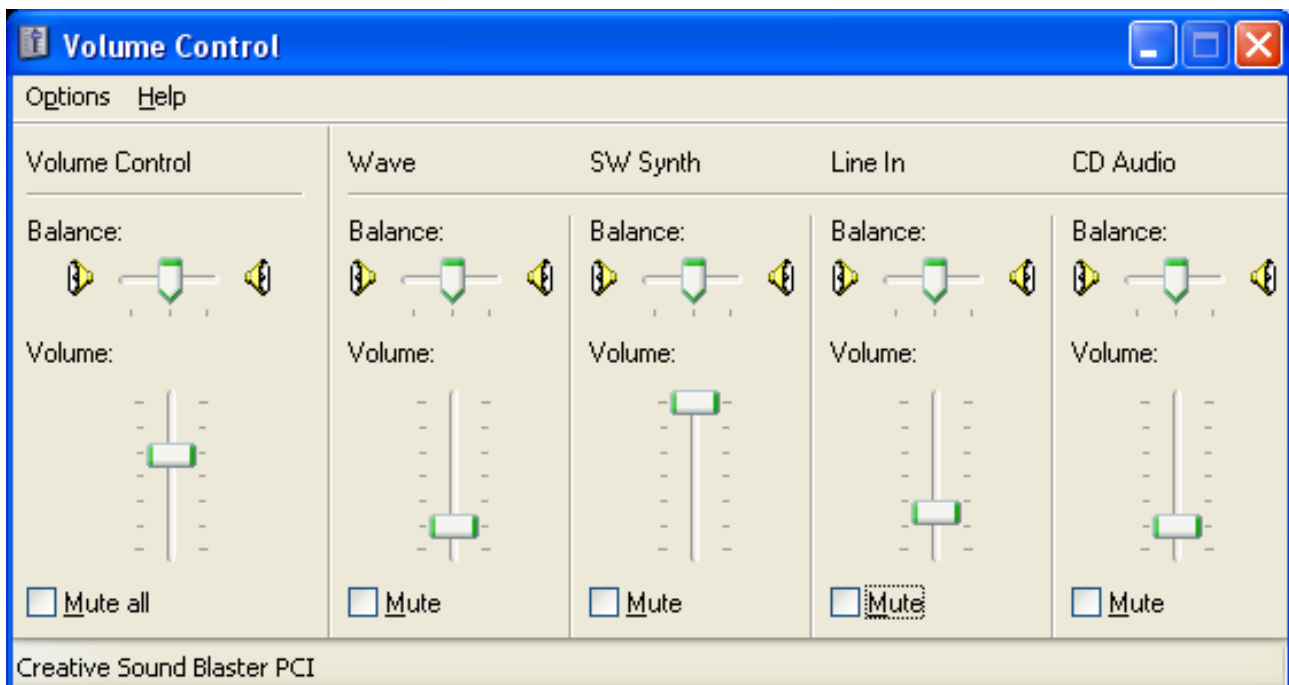 Volume Control
Options Help
Volume Control Wave SW Synth Line In CD Audio
Balance: Balance: Balance: Balance: Balance:
Volume: Volume: Volume: Volume: Volume:
Mute all Mute Mute Mute Mute
Creative Sound Blaster PCI